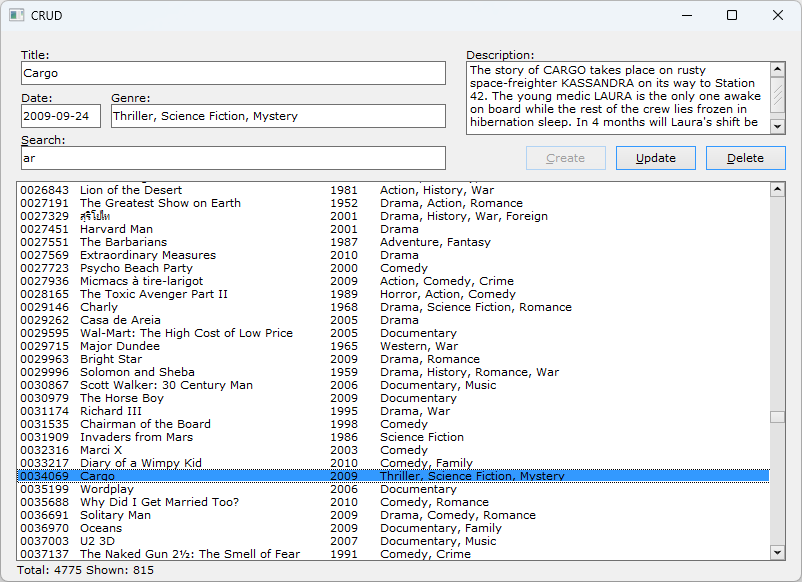 CRUD
Title:
Cargo
Description:
The story of CARGO takes place on rusty
space-freighter KASSANDRA on its way to Station
42. The young medic LAURA is the only one awake
on board while the rest of the crew lies frozen in
hibernation sleep. In 4 months will Laura's shift be
Date: Genre:
2009-09-24 Thriller, Science Fiction, Mystery
Search:
ar
Create Update Delete
0026843 Lion of the Desert 1981 Action, History, War
0027191 The Greatest Show on Earth 1952 Drama, Action, Romance
0027329 สุริโยไท 2001 Drama, History, War, Foreign
0027451 Harvard Man 2001 Drama
0027551 The Barbarians 1987 Adventure, Fantasy
0027569 Extraordinary Measures 2010 Drama
0027723 Psycho Beach Party 2000 Comedy
0027936 Micmacs à tire-larigot 2009 Action, Comedy, Crime
0028165 The Toxic Avenger Part II 1989 Horror, Action, Comedy
0029146 Charly 1968 Drama, Science Fiction, Romance
0029262 Casa de Areia 2005 Drama
0029595 Wal-Mart: The High Cost of Low Price 2005 Documentary
0029715 Major Dundee 1965 Western, War
0029963 Bright Star 2009 Drama, Romance
0029996 Solomon and Sheba 1959 Drama, History, Romance, War
0030867 Scott Walker: 30 Century Man 2006 Documentary, Music
0030979 The Horse Boy 2009 Documentary
0031174 Richard III 1995 Drama, War
0031535 Chairman of the Board 1998 Comedy
0031909 Invaders from Mars 1986 Science Fiction
0032316 Marci X 2003 Comedy
0033217 Diary of a Wimpy Kid 2010 Comedy, Family
0034069 Cargo 2009 Thriller, Science Fiction, Mystery
0035199 Wordplay 2006 Documentary
0035688 Why Did I Get Married Too? 2010 Comedy, Romance
0036691 Solitary Man 2009 Drama, Comedy, Romance
0036970 Oceans 2009 Documentary, Family
0037003 U2 3D 2007 Documentary, Music
0037137 The Naked Gun 2½: The Smell of Fear 1991 Comedy, Crime
Total: 4775 Shown: 815